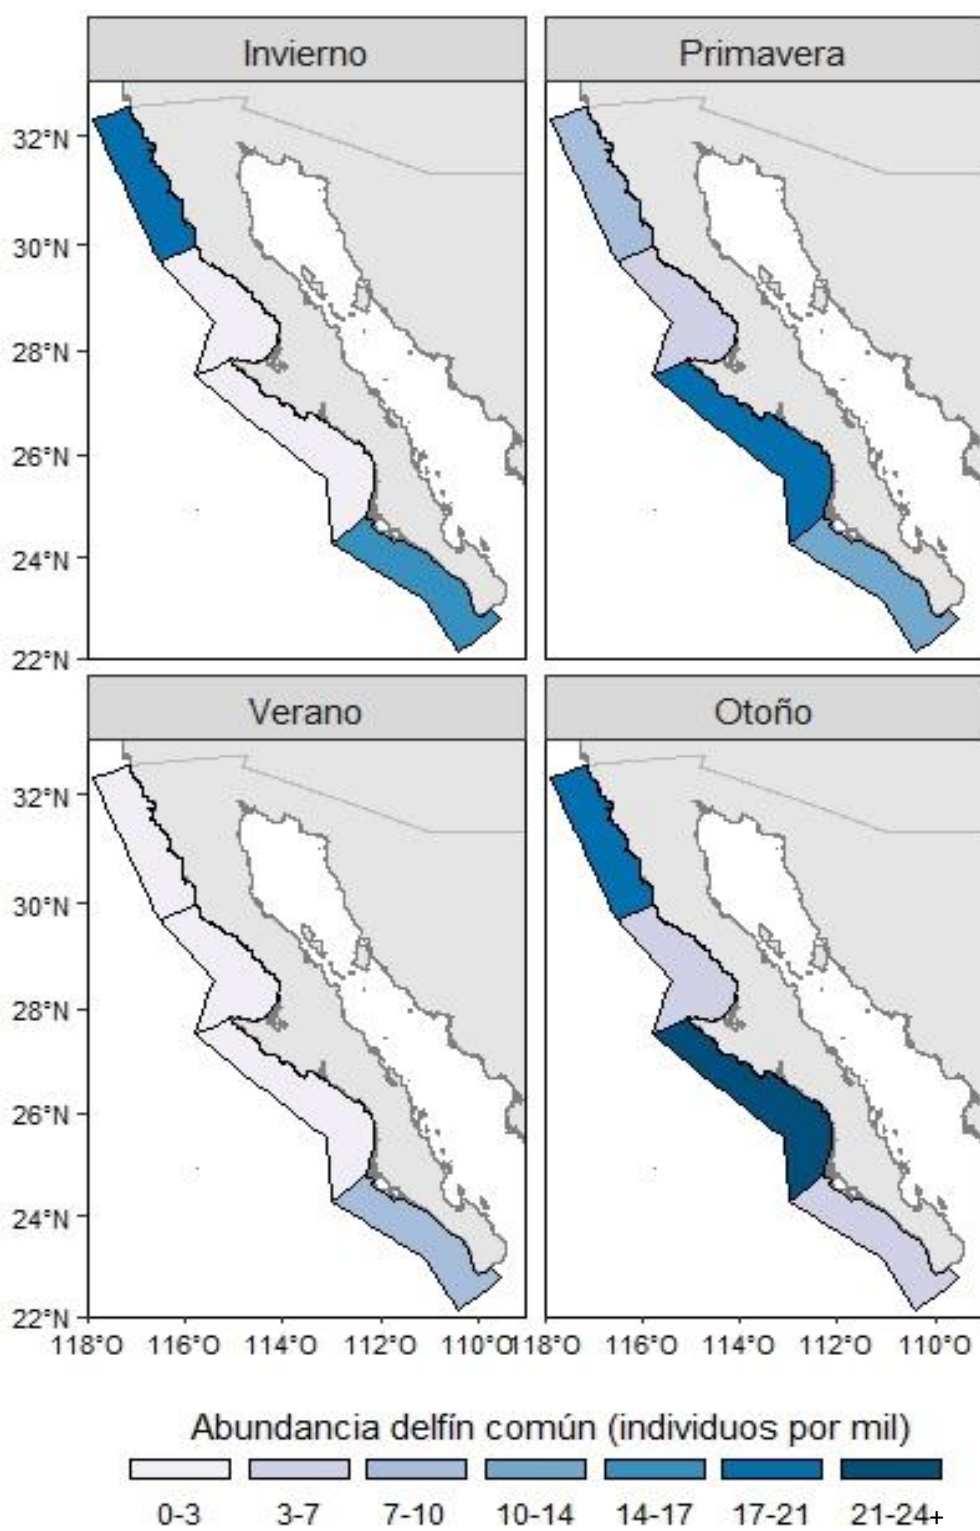 Invierno Primavera
32°N
30°N
28°N
26°N
24°N
22°N
Verano Otoño
32°N
30°N
28°N
26°N
24°N
22°N
118°O 116°O 114°O 112°O 110°O 118°O 116°O 114°O 112°O 110°O
Abundancia delfín común (individuos por mil)
0-3 3-7 7-10 10-14 14-17 17-21 21-24+